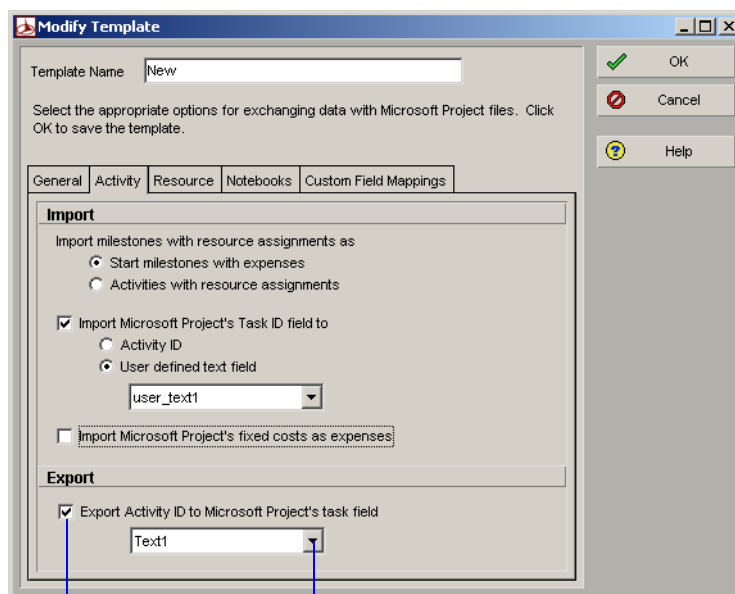 Modify Template
Template Name New
OK
Select the appropriate options for exchanging data with Microsoft Project files. Click
OK to save the template.
Cancel
Help
General Activity Resource Notebooks Custom Field Mappings
Import
Import milestones with resource assignments as
Start milestones with expenses
Activities with resource assignments
Import Microsoft Project's Task ID field to
Activity ID
User defined text field
user_text1
Import Microsoft Project's fixed costs as expenses
Export
Export Activity ID to Microsoft Project's task field
Text1